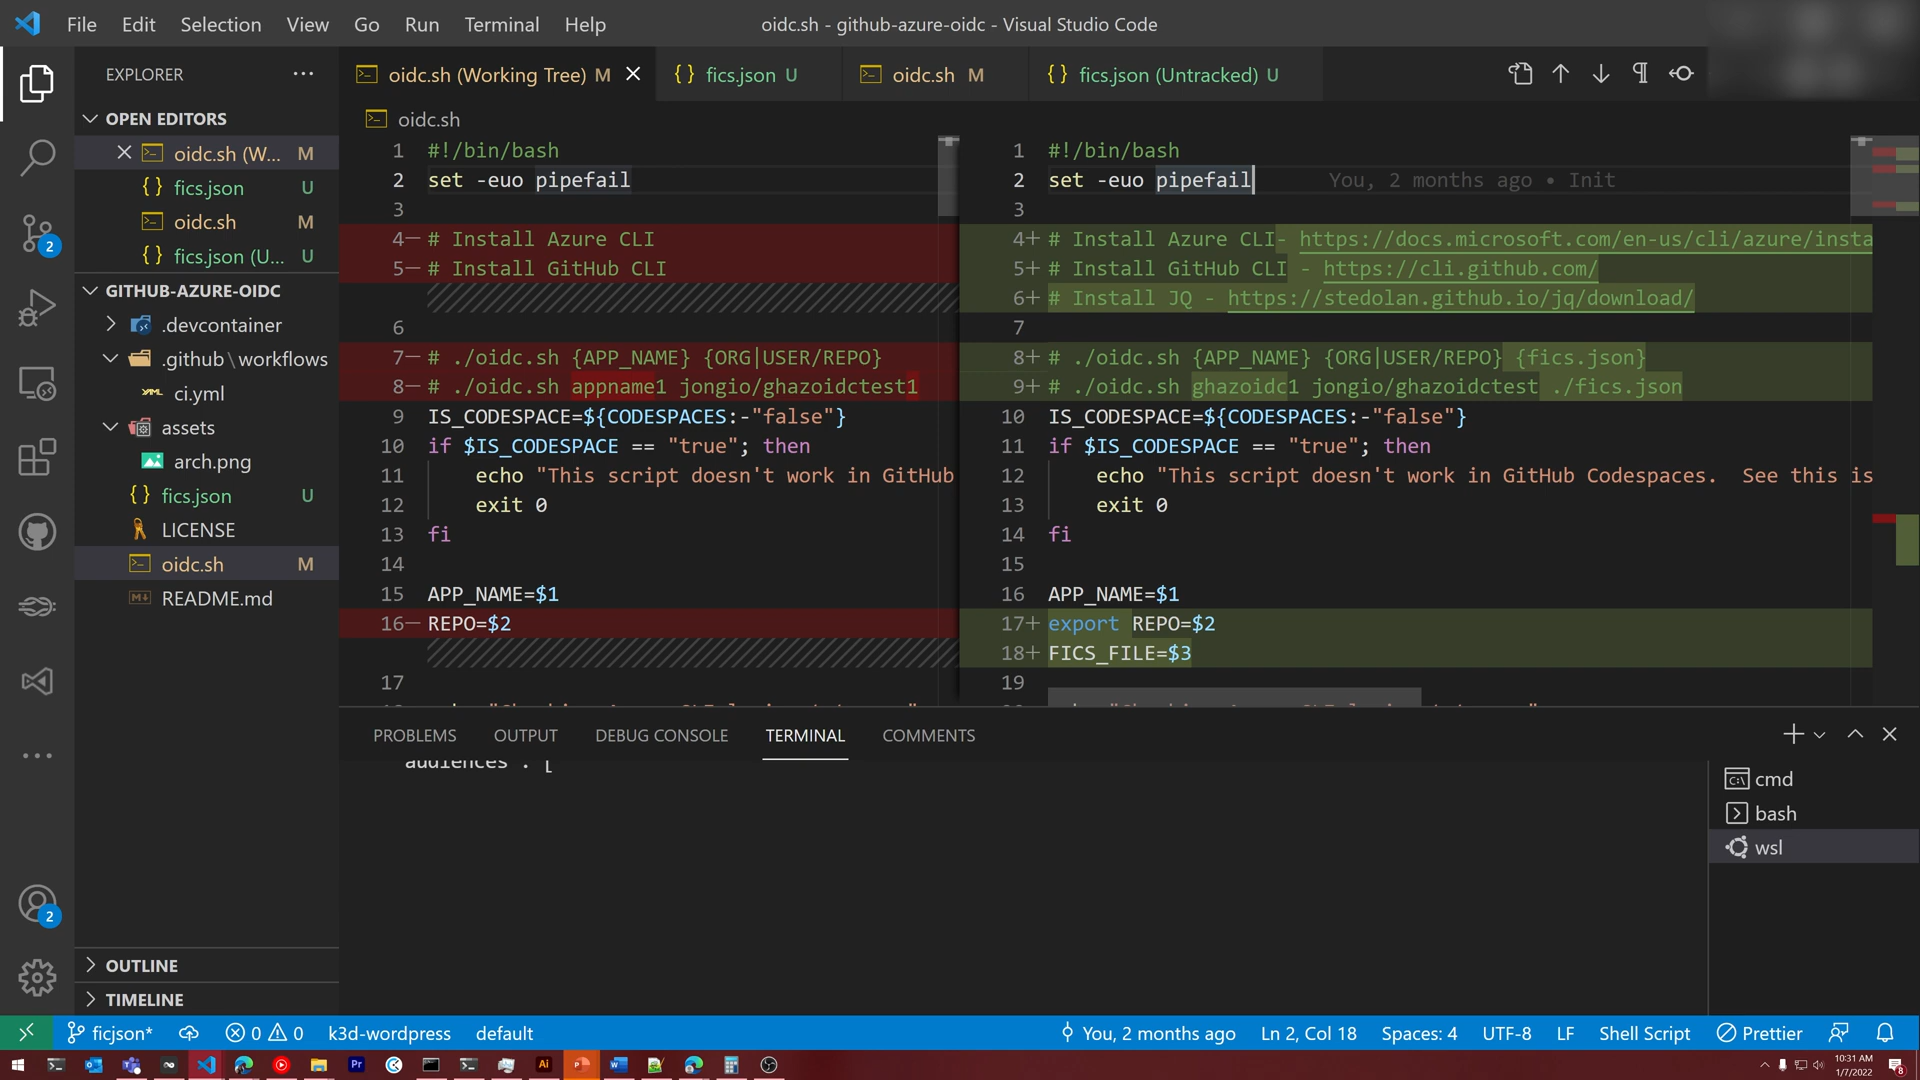 File Edit Selection View Go Run Terminal Help
oidc.sh - github-azure-oidc - Visual Studio Code
EXPLORER
oidc.sh (Working Tree) M
{} fics.json U
oidc.sh M
{} fics.json (Untracked) U
OPEN EDITORS
oidc.sh (W... M
{} fics.json U
oidc.sh M
{} fics.json (U... U
GITHUB-AZURE-OIDC
.devcontainer
.github\workflows
ci.yml
assets
arch.png
{} fics.json U
LICENSE
oidc.sh M
README.md
OUTLINE
TIMELINE
oidc.sh
1 #!/bin/bash
2 set -euo pipefail
3
4— # Install Azure CLI
5— # Install GitHub CLI
6
7— # ./oidc.sh {APP_NAME} {ORG|USER/REPO}
8— # ./oidc.sh appname1 jongio/ghazoidctest1
9 IS_CODESPACE=${CODESPACES:-"false"}
10 if $IS_CODESPACE == "true"; then
11 echo "This script doesn't work in GitHub
12 exit 0
13 fi
14
15 APP_NAME=$1
16— REPO=$2
17
1 #!/bin/bash
2 set -euo pipefail You, 2 months ago • Init
3
4+ # Install Azure CLI- https://docs.microsoft.com/en-us/cli/azure/insta
5+ # Install GitHub CLI - https://cli.github.com/
6+ # Install JQ - https://stedolan.github.io/jq/download/
7
8+ # ./oidc.sh {APP_NAME} {ORG|USER/REPO} {fics.json}
9+ # ./oidc.sh ghazoidc1 jongio/ghazoidctest ./fics.json
10 IS_CODESPACE=${CODESPACES:-"false"}
11 if $IS_CODESPACE == "true"; then
12 echo "This script doesn't work in GitHub Codespaces. See this is
13 exit 0
14 fi
15
16 APP_NAME=$1
17+ export REPO=$2
18+ FICS_FILE=$3
19
PROBLEMS OUTPUT DEBUG CONSOLE TERMINAL COMMENTS
audiences : [
cmd
bash
wsl
2
2
ficjson* 0 0 k3d-wordpress default
You, 2 months ago Ln 2, Col 18 Spaces: 4 UTF-8 LF Shell Script Prettier
10:31 AM
1/7/2022
8